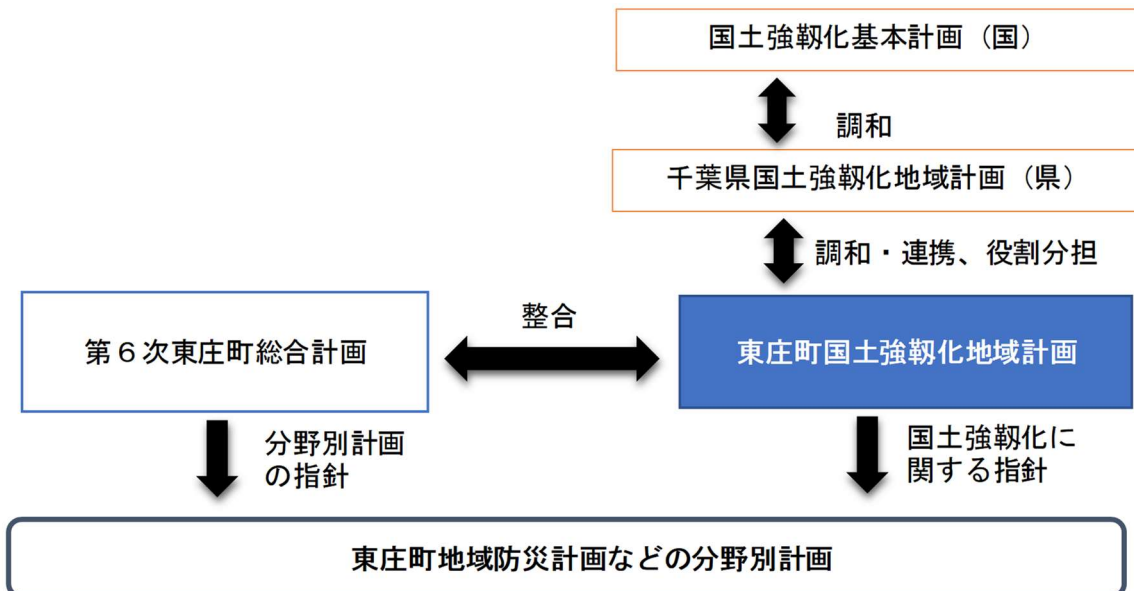 国土強靱化基本計画（国）
調和
千葉県国土強靱化地域計画（県）
調和・連携、役割分担
整合
第６次東庄町総合計画
東庄町国土強靱化地域計画
分野別計画
の指針
国土強靱化に
関する指針
東庄町地域防災計画などの分野別計画